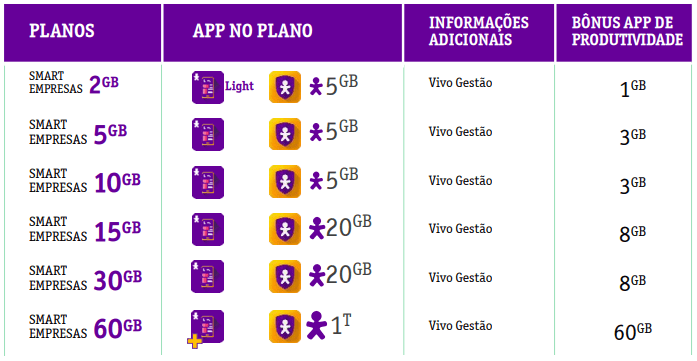 PLANOS APP NO PLANO INFORMAÇÕES ADICIONAIS BÔNUS APP DE PRODUTIVIDADE
SMART EMPRESAS 2GB Light 5GB Vivo Gestão 1GB
SMART EMPRESAS 5GB 5GB Vivo Gestão 3GB
SMART EMPRESAS 10GB 5GB Vivo Gestão 3GB
SMART EMPRESAS 15GB 20GB Vivo Gestão 8GB
SMART EMPRESAS 30GB 20GB Vivo Gestão 8GB
SMART EMPRESAS 60GB 1T Vivo Gestão 60GB